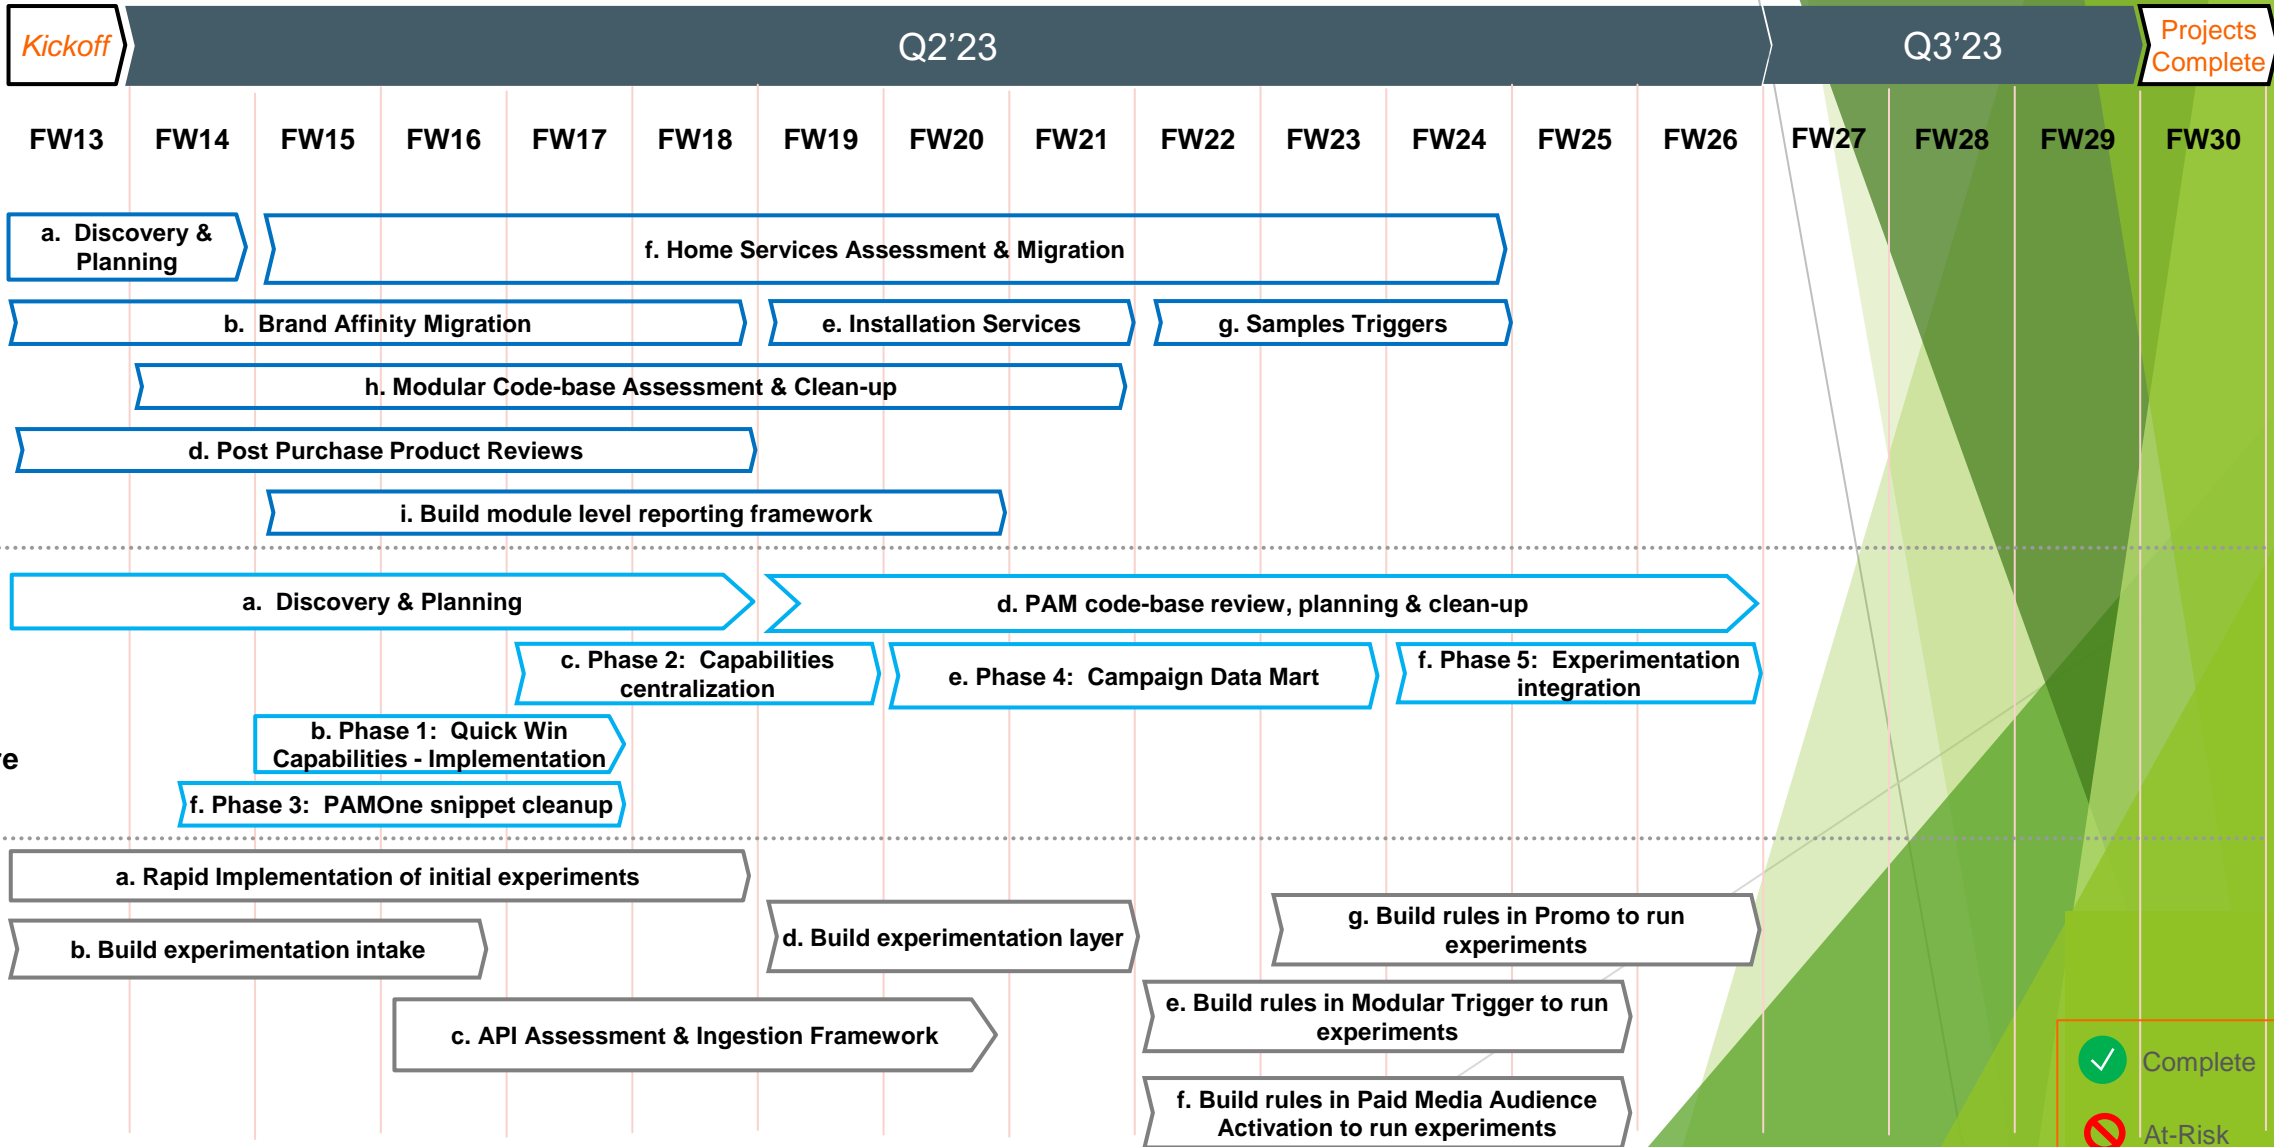 Kickoff
Q2’23
Q3’23
Projects
Complete
FW13 FW14 FW15 FW16 FW17 FW18 FW19 FW20 FW21 FW22 FW23 FW24 FW25 FW26 FW27 FW28 FW29 FW30
a. Discovery &
Planning
f. Home Services Assessment & Migration
b. Brand Affinity Migration
e. Installation Services
g. Samples Triggers
h. Modular Code-base Assessment & Clean-up
d. Post Purchase Product Reviews
i. Build module level reporting framework
a. Discovery & Planning
d. PAM code-base review, planning & clean-up
c. Phase 2: Capabilities
centralization
e. Phase 4: Campaign Data Mart
f. Phase 5: Experimentation
integration
b. Phase 1: Quick Win
Capabilities - Implementation
f. Phase 3: PAMOne snippet cleanup
a. Rapid Implementation of initial experiments
b. Build experimentation intake
d. Build experimentation layer
g. Build rules in Promo to run
experiments
c. API Assessment & Ingestion Framework
e. Build rules in Modular Trigger to run
experiments
f. Build rules in Paid Media Audience
Activation to run experiments
Complete
At-Risk